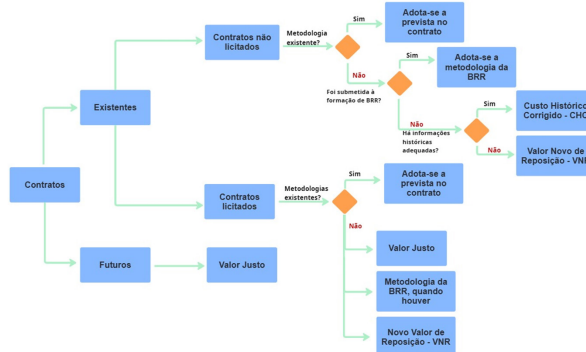 Contratos
Existentes
Futuros
Contratos não
licitados
Metodologia
existente?
Sim
Adota-se a
prevista no
contrato
Não
Foi submetida à
formação de BRR?
Sim
Adota-se a
metodologia da
BRR
Não
Há informações
históricas
adequadas?
Sim
Custo Histórico
Corrigido - CHC
Não
Valor Novo de
Reposição - VNR
Contratos
licitados
Metodologias
existentes?
Sim
Adota-se a
prevista no
contrato
Não
Valor Justo
Metodologia da
BRR, quando
houver
Novo Valor de
Reposição - VNR
Valor Justo